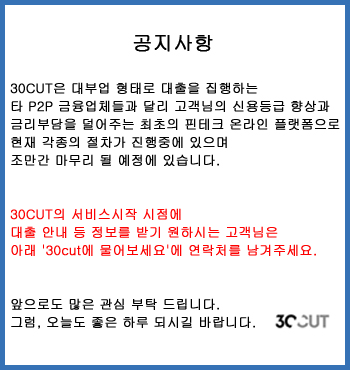 공지사항
30CUT은 대부업 형태로 대출을 집행하는
타 P2P 금융업체들과 달리 고객님의 신용등급 향상과
금리부담을 덜어주는 최초의 핀테크 온라인 플랫폼으로
현재 각종의 절차가 진행중에 있으며
조만간 마무리 될 예정에 있습니다.
30CUT의 서비스시작 시점에
대출 안내 등 정보를 받기 원하시는 고객님은
아래 '30cut에 물어보세요'에 연락처를 남겨주세요.
앞으로도 많은 관심 부탁 드립니다.
그럼, 오늘도 좋은 하루 되시길 바랍니다.
30CUT